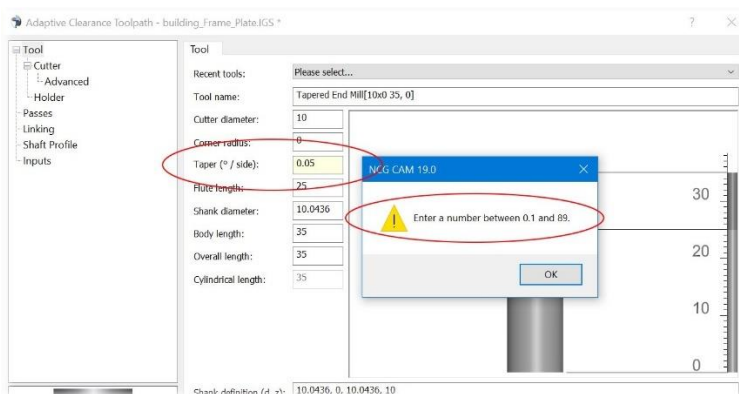 Adaptive Clearance Toolpath - building_Frame_Plate.IGS *
?
Tool
Cutter
Advanced
Holder
Passes
Linking
Shaft Profile
Inputs
Tool
Recent tools: Please select...
Tool name: Tapered End Mill[10x0 35, 0]
Cutter diameter: 10
Corner radius: 0
Taper (° / side): 0.05
Flute length: 25
Shank diameter: 10.0436
Body length: 35
Overall length: 35
Cylindrical length: 35
NCG CAM 19.0
Enter a number between 0.1 and 89.
OK
30
20
10
0
Shank definition (d, z): 10.0436, 0, 10.0436, 10